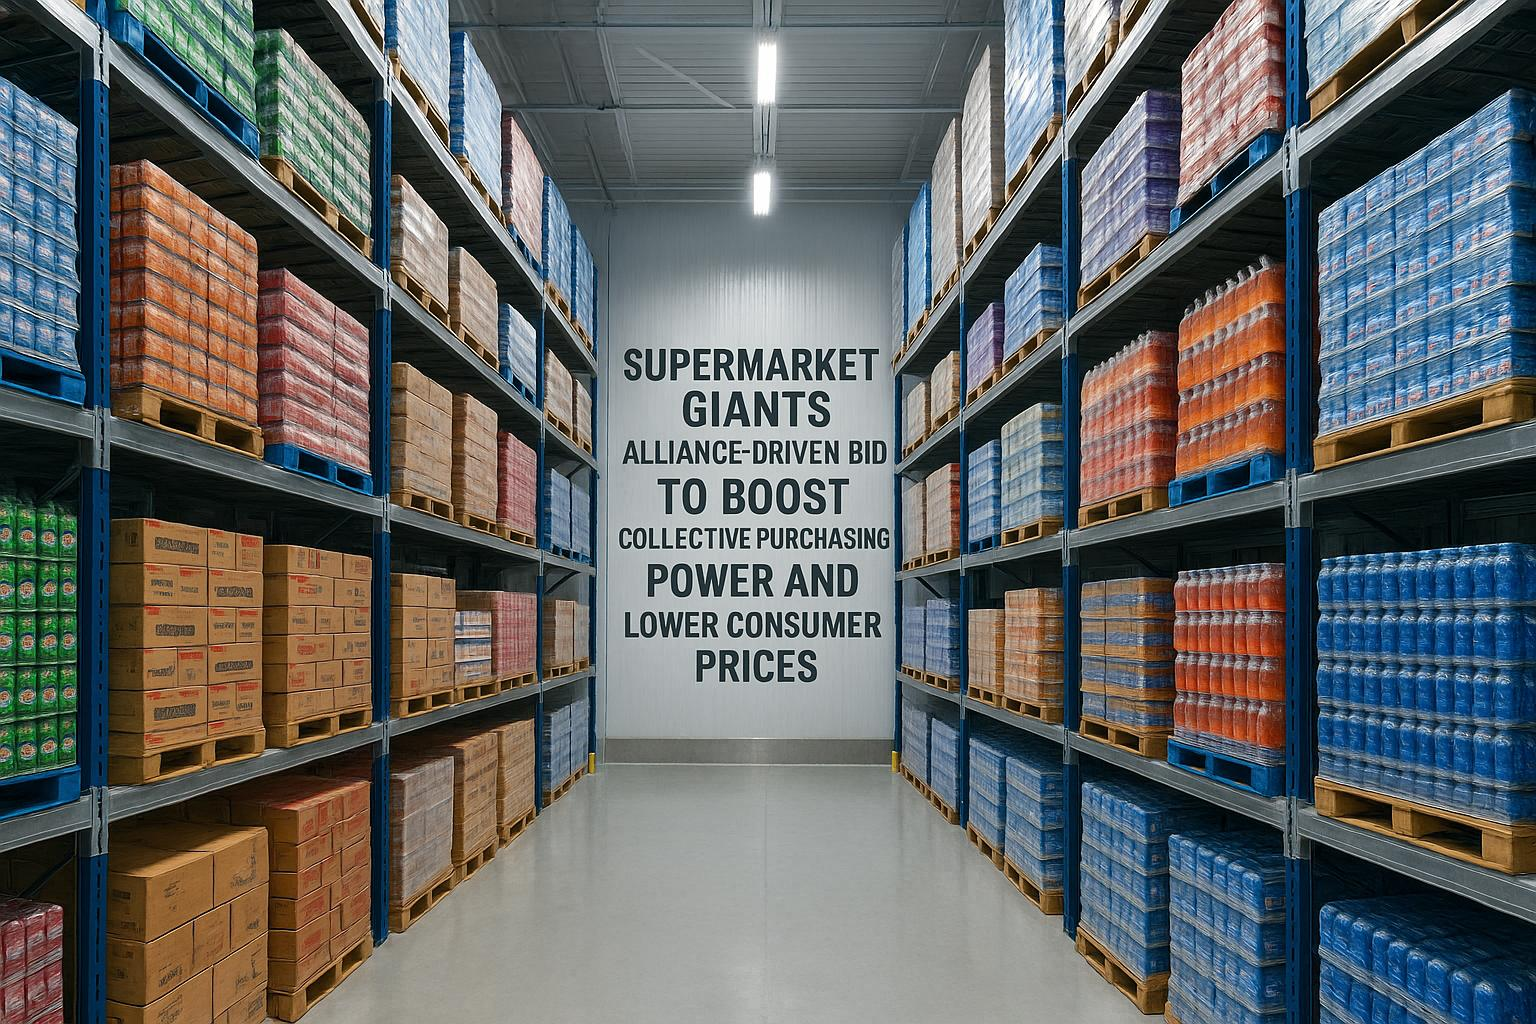 SUPERMARKET
GIANTS
ALLIANCE-DRIVEN BID
TO BOOST
COLLECTIVE PURCHASING
POWER AND
LOWER CONSUMER
PRICES